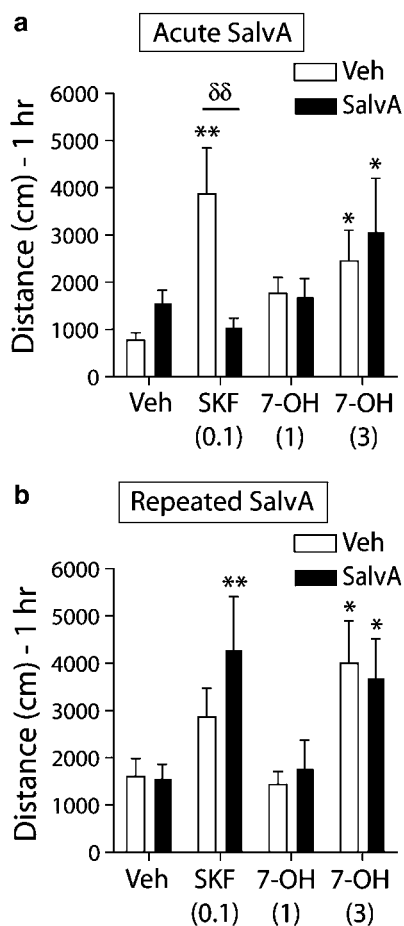 a
Acute SalvA
Veh
SalvA
Distance (cm) - 1 hr
6000
5000
4000
3000
2000
1000
0
**
δδ
*
*
Veh
SKF
(0.1)
7-OH
(1)
7-OH
(3)
b
Repeated SalvA
Veh
SalvA
Distance (cm) - 1 hr
6000
5000
4000
3000
2000
1000
0
**
*
*
Veh
SKF
(0.1)
7-OH
(1)
7-OH
(3)